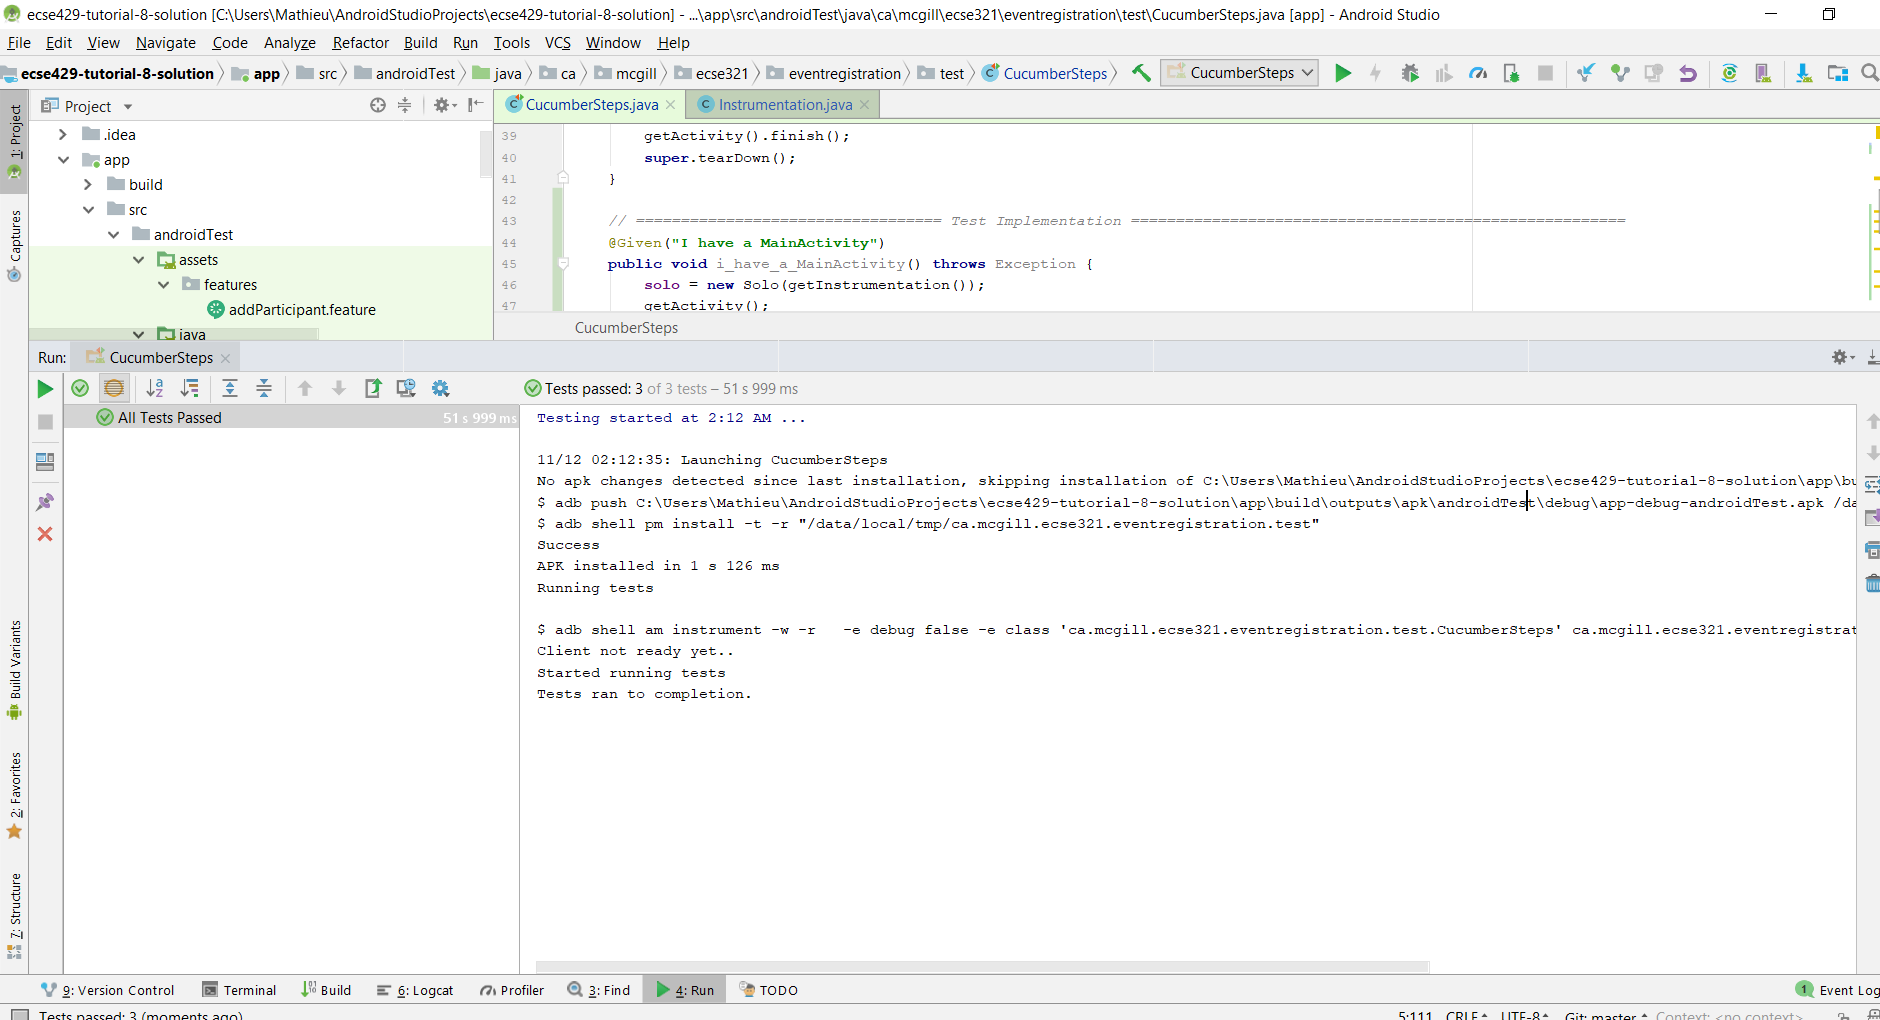 ecse429-tutorial-8-solution [C:\Users\Mathieu\AndroidStudioProjects\ecse429-tutorial-8-solution] - ...\app\src\androidTest\java\ca\mcgill\ecse321\eventregistration\test\CucumberSteps.java [app] - Android Studio
File Edit View Navigate Code Analyze Refactor Build Run Tools VCS Window Help
ecse429-tutorial-8-solution app src androidTest java ca mcgill ecse321 eventregistration test CucumberSteps CucumberSteps
1: Project
Captures
Build Variants
2: Favorites
7: Structure
Project
.idea
app
build
src
androidTest
assets
features
addParticipant.feature
java
CucumberSteps.java Instrumentation.java
39 getActivity().finish();
40 super.tearDown();
41 }
42
43 // ================================== Test Implementation =======================================================
44 @Given("I have a MainActivity")
45 public void i_have_a_MainActivity() throws Exception {
46 solo = new Solo(getInstrumentation());
47 getActivity();
CucumberSteps
Run: CucumberSteps
Tests passed: 3 of 3 tests – 51 s 999 ms
All Tests Passed 51 s 999 ms
Testing started at 2:12 AM ...
11/12 02:12:35: Launching CucumberSteps
No apk changes detected since last installation, skipping installation of C:\Users\Mathieu\AndroidStudioProjects\ecse429-tutorial-8-solution\app\bu
$ adb push C:\Users\Mathieu\AndroidStudioProjects\ecse429-tutorial-8-solution\app\build\outputs\apk\androidTest\debug\app-debug-androidTest.apk /da
$ adb shell pm install -t -r "/data/local/tmp/ca.mcgill.ecse321.eventregistration.test"
Success
APK installed in 1 s 126 ms
Running tests
$ adb shell am instrument -w -r   -e debug false -e class 'ca.mcgill.ecse321.eventregistration.test.CucumberSteps' ca.mcgill.ecse321.eventregistrat
Client not ready yet..
Started running tests
Tests ran to completion.
9: Version Control Terminal Build 6: Logcat Profiler 3: Find 4: Run TODO 1 Event Log
Tests passed: 3 (moments ago) 5:111 CRLF UTF-8 Git: master Context: <no context>